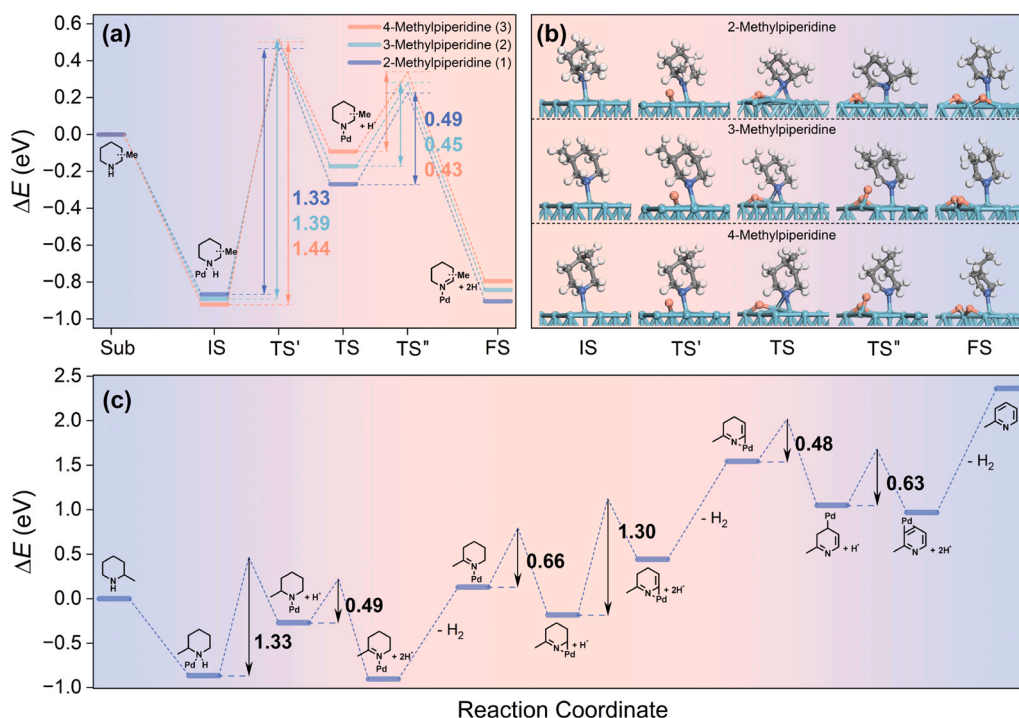 (a)
ΔE (eV)
0.6
0.4
0.2
0.0
−0.2
−0.4
−0.6
−0.8
−1.0
4-Methylpiperidine (3)
3-Methylpiperidine (2)
2-Methylpiperidine (1)
Me
N
H
Me
Pd H
N
Me
N + H*
Pd
0.49
0.45
0.43
1.33
1.39
1.44
Me
N + 2H*
Pd
Sub IS TS' TS TS" FS
(b)
2-Methylpiperidine
3-Methylpiperidine
4-Methylpiperidine
IS TS' TS TS" FS
(c)
ΔE (eV)
2.5
2.0
1.5
1.0
0.5
0.0
−0.5
−1.0
N
H
N
Pd H
1.33
N + H*
Pd
0.49
N + 2H*
Pd
- H2
N
Pd
0.66
N + H*
Pd
1.30
N + 2H*
Pd
- H2
N Pd
0.48
Pd
N + H*
0.63
Pd
N + 2H*
- H2
N
Reaction Coordinate